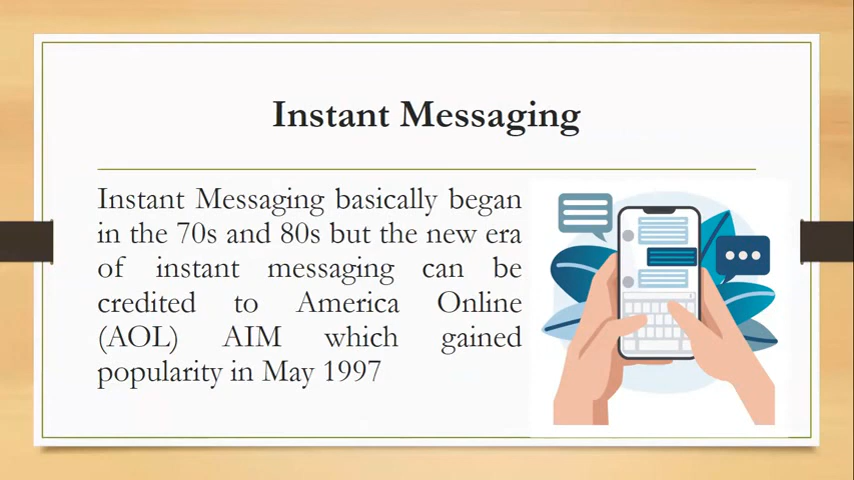 Instant Messaging
Instant Messaging basically began
in the 70s and 80s but the new era
of instant messaging can be
credited to America Online
(AOL) AIM which gained
popularity in May 1997